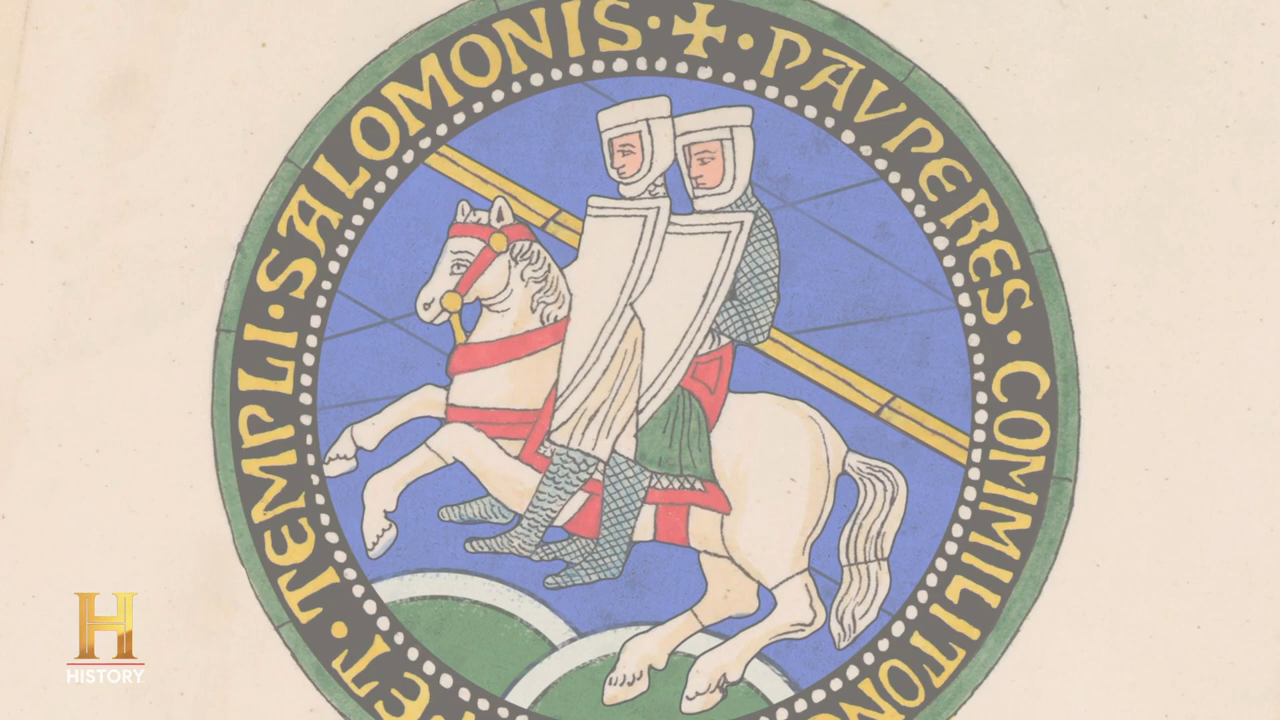 ✠ · PAVPERES · COMMILITON
ET · TEMPLI · SALOMONIS ·
H
HISTORY